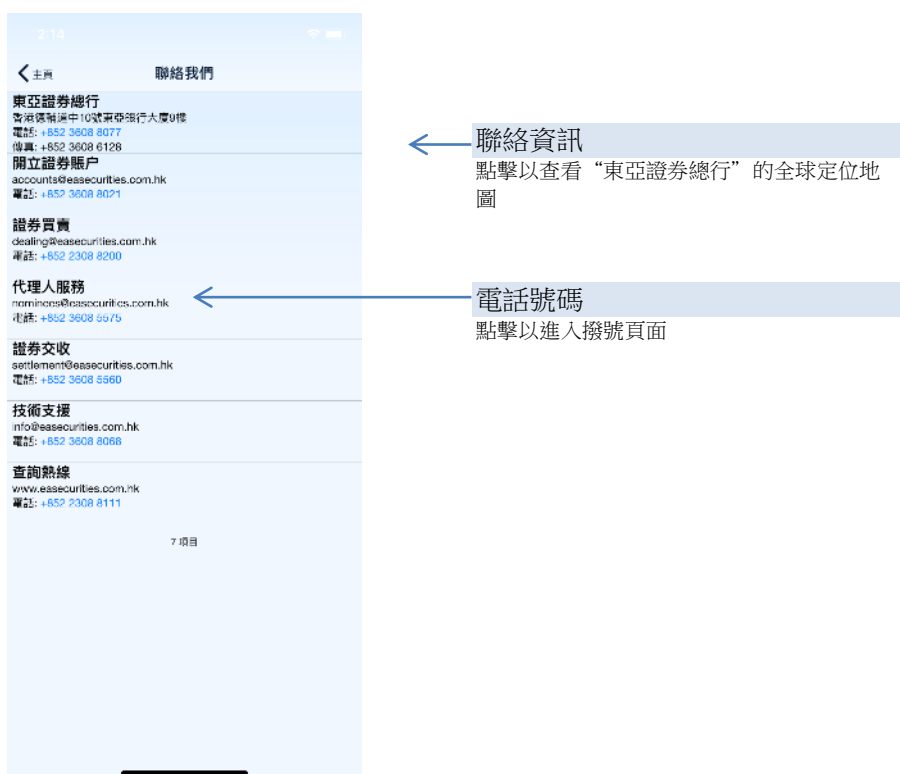 2:14
主頁
聯絡我們
東亞證券總行
香港德輔道中10號東亞銀行大廈9樓
電話: +852 3608 8077
傳真: +852 3608 6128
開立證券賬户
accounts@easecurities.com.hk
電話: +852 3608 8021
證券買賣
dealing@easecurities.com.hk
電話: +852 2308 8200
代理人服務
nominees@easecurities.com.hk
電話: +852 3608 5575
證券交收
settlement@easecurities.com.hk
電話: +852 3608 5560
技術支援
info@easecurities.com.hk
電話: +852 3608 8068
查詢熱線
www.easecurities.com.hk
電話: +852 2308 8111
7 項目
聯絡資訊
點擊以查看“東亞證券總行”的全球定位地
圖
電話號碼
點擊以進入撥號頁面